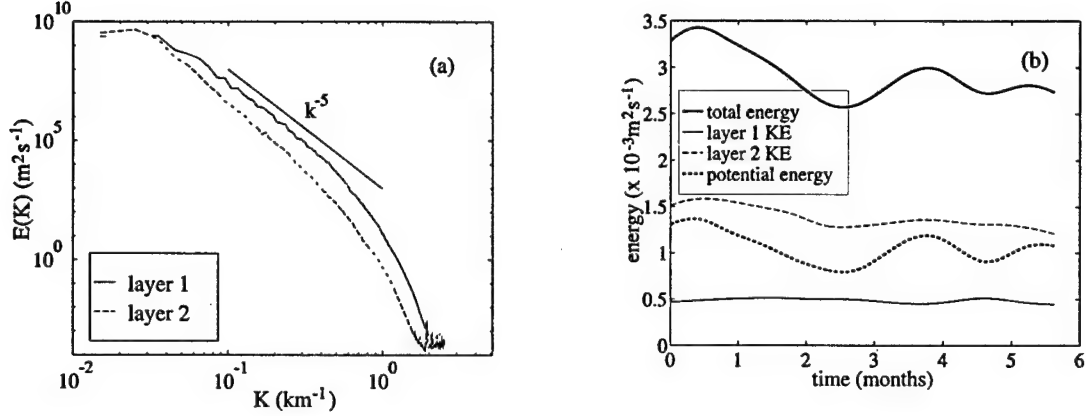 10^10
10^5
10^0
E(K) (m^2s^-1)
(a)
k^-5
layer 1
layer 2
10^-2
10^-1
10^0
K (km^-1)
3.5
3
2.5
2
1.5
1
0.5
0
energy (x 10^-3m^2s^-1)
(b)
total energy
layer 1 KE
layer 2 KE
potential energy
0 1 2 3 4 5 6
time (months)